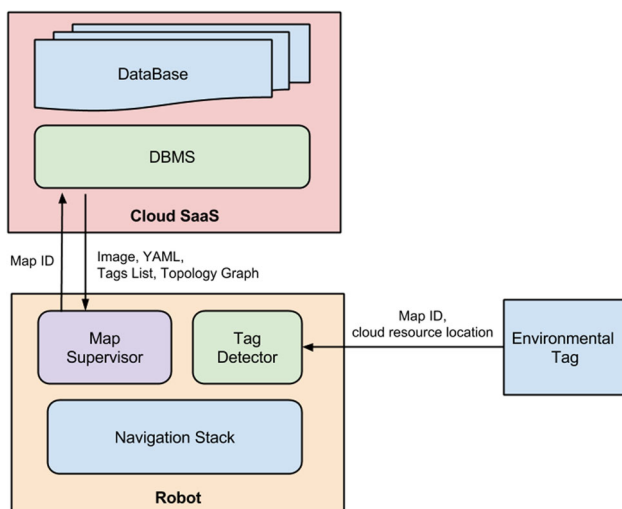 DataBase
DBMS
Cloud SaaS
Map ID
Image, YAML,
Tags List, Topology Graph
Map
Supervisor
Tag
Detector
Map ID,
cloud resource location
Environmental
Tag
Navigation Stack
Robot